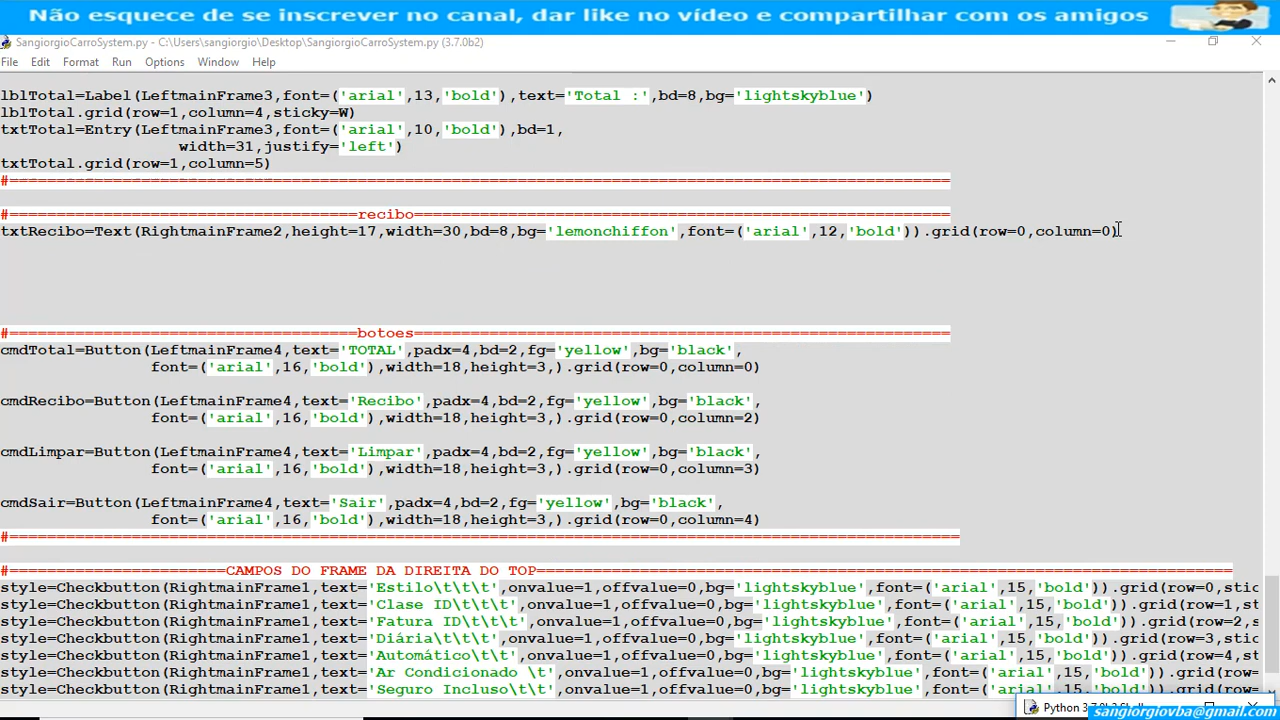 Não esquece de se inscrever no canal, dar like no vídeo e compartilhar com os amigos
SangiorgioCarroSystem.py - C:\Users\sangiorgio\Desktop\SangiorgioCarroSystem.py (3.7.0b2)
File Edit Format Run Options Window Help
lblTotal=Label(LeftmainFrame3,font=('arial',13,'bold'),text='Total :',bd=8,bg='lightskyblue')
lblTotal.grid(row=1,column=4,sticky=W)
txtTotal=Entry(LeftmainFrame3,font=('arial',10,'bold'),bd=1,
width=31,justify='left')
txtTotal.grid(row=1,column=5)
#=========================================================================================================
#=======================================recibo============================================================
txtRecibo=Text(RightmainFrame2,height=17,width=30,bd=8,bg='lemonchiffon',font=('arial',12,'bold')).grid(row=0,column=0)
#=======================================botoes============================================================
cmdTotal=Button(LeftmainFrame4,text='TOTAL',padx=4,bd=2,fg='yellow',bg='black',
font=('arial',16,'bold'),width=18,height=3,).grid(row=0,column=0)
cmdRecibo=Button(LeftmainFrame4,text='Recibo',padx=4,bd=2,fg='yellow',bg='black',
font=('arial',16,'bold'),width=18,height=3,).grid(row=0,column=2)
cmdLimpar=Button(LeftmainFrame4,text='Limpar',padx=4,bd=2,fg='yellow',bg='black',
font=('arial',16,'bold'),width=18,height=3,).grid(row=0,column=3)
cmdSair=Button(LeftmainFrame4,text='Sair',padx=4,bd=2,fg='yellow',bg='black',
font=('arial',16,'bold'),width=18,height=3,).grid(row=0,column=4)
#==========================================================================================================
#========================CAMPOS DO FRAME DA DIREITA DO TOP=============================================================================
style=Checkbutton(RightmainFrame1,text='Estilo\t\t\t',onvalue=1,offvalue=0,bg='lightskyblue',font=('arial',15,'bold')).grid(row=0,stic
style=Checkbutton(RightmainFrame1,text='Clase ID\t\t\t',onvalue=1,offvalue=0,bg='lightskyblue',font=('arial',15,'bold')).grid(row=1,st
style=Checkbutton(RightmainFrame1,text='Fatura ID\t\t\t',onvalue=1,offvalue=0,bg='lightskyblue',font=('arial',15,'bold')).grid(row=2,s
style=Checkbutton(RightmainFrame1,text='Diária\t\t\t',onvalue=1,offvalue=0,bg='lightskyblue',font=('arial',15,'bold')).grid(row=3,stic
style=Checkbutton(RightmainFrame1,text='Automático\t\t',onvalue=1,offvalue=0,bg='lightskyblue',font=('arial',15,'bold')).grid(row=4,st
style=Checkbutton(RightmainFrame1,text='Ar Condicionado \t',onvalue=1,offvalue=0,bg='lightskyblue',font=('arial',15,'bold')).grid(row=
style=Checkbutton(RightmainFrame1,text='Seguro Incluso\t\t',onvalue=1,offvalue=0,bg='lightskyblue',font=('arial',15,'bold')).grid(row=
Python 3.7.0b2 Shell
sangiorgiovba@gmail.com